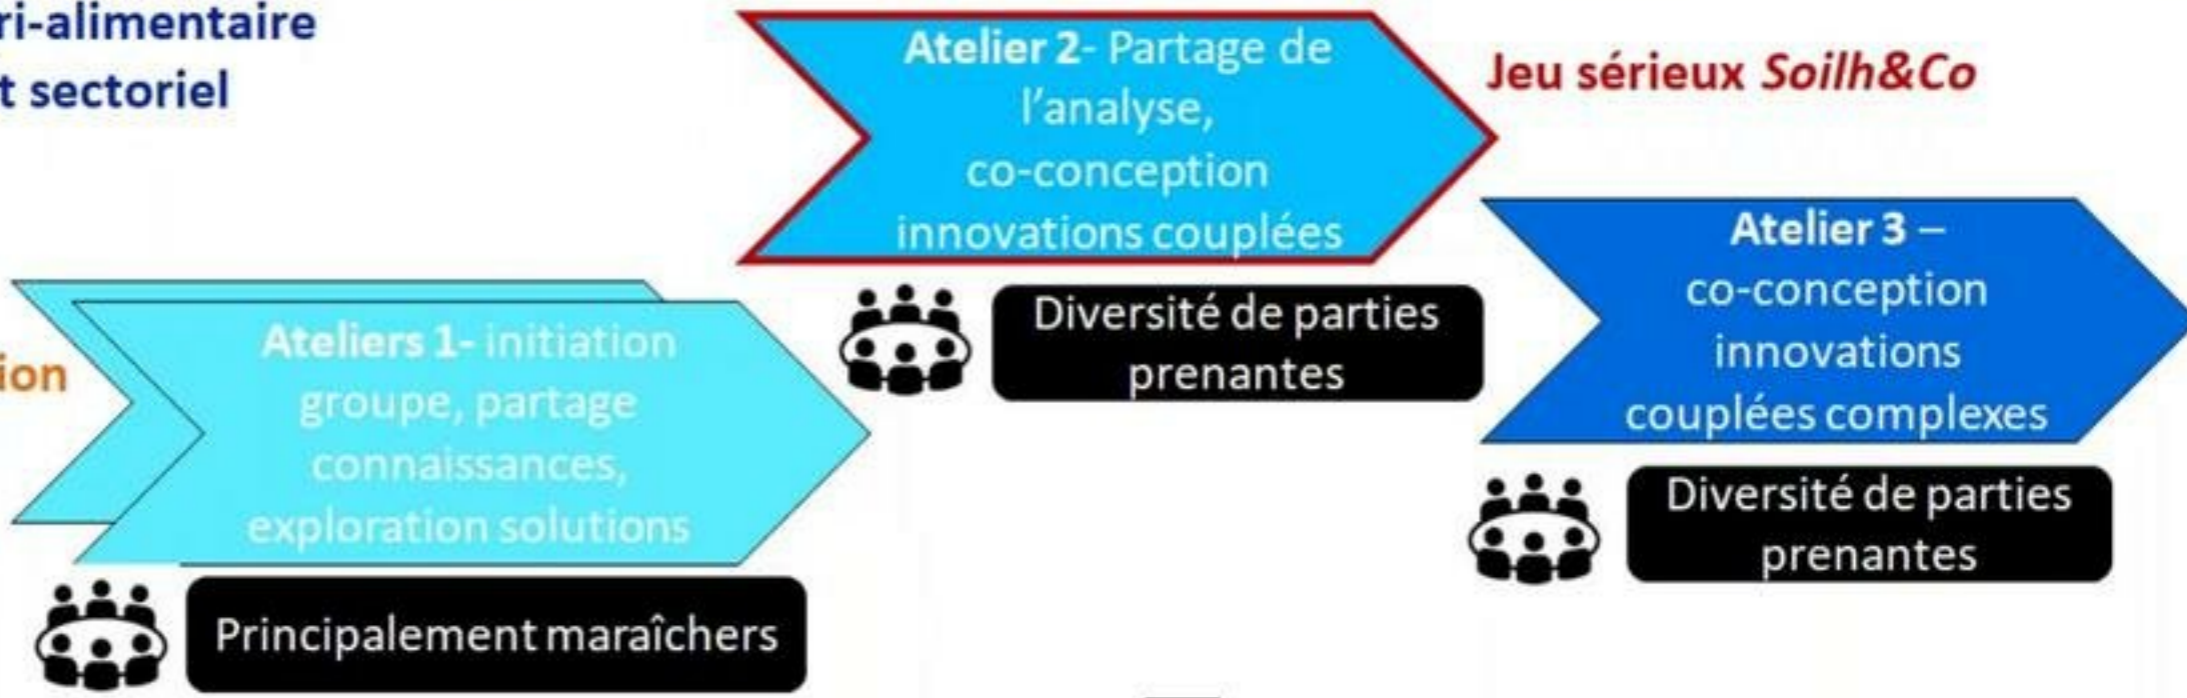 ri-alimentaire
t sectoriel
Atelier 2- Partage de
l'analyse,
co-conception
innovations couplées
Jeu sérieux Soilh&Co
Diversité de parties
prenantes
Atelier 3 –
co-conception
innovations
couplées complexes
Diversité de parties
prenantes
ion
Ateliers 1- initiation
groupe, partage
connaissances,
exploration solutions
Principalement maraîchers